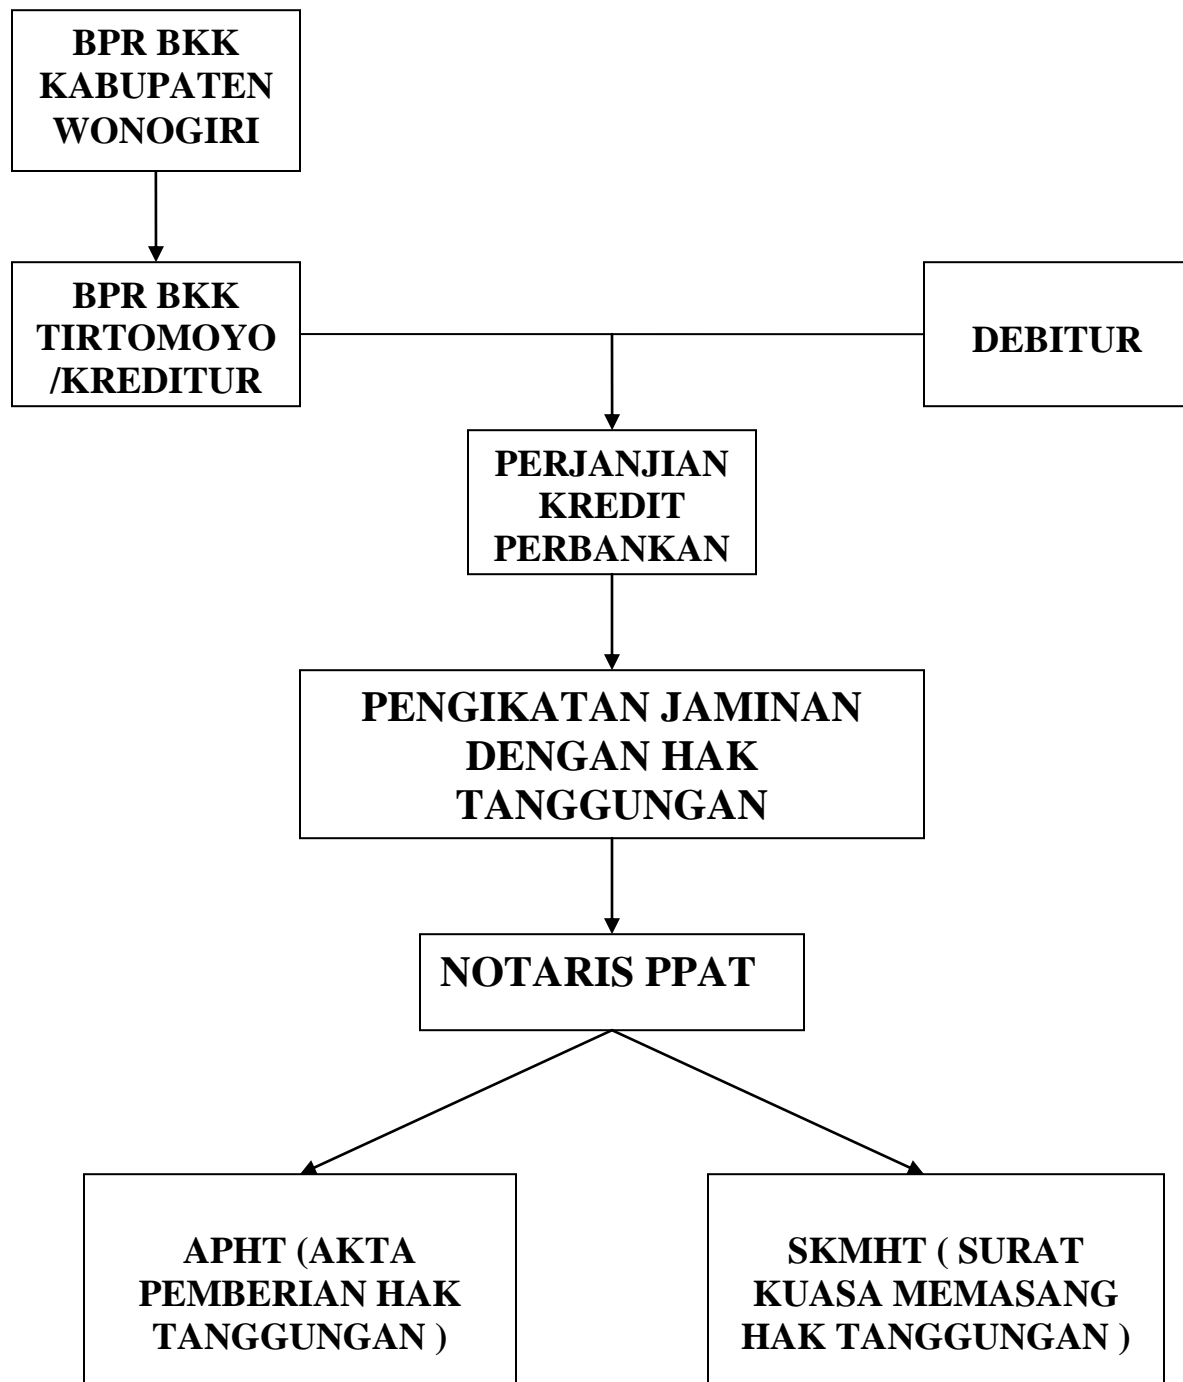 BPR BKK
KABUPATEN
WONOGIRI
BPR BKK
TIRTOMOYO
/KREDITUR
DEBITUR
PERJANJIAN
KREDIT
PERBANKAN
PENGIKATAN JAMINAN
DENGAN HAK
TANGGUNGAN
NOTARIS PPAT
APHT (AKTA
PEMBERIAN HAK
TANGGUNGAN )
SKMHT ( SURAT
KUASA MEMASANG
HAK TANGGUNGAN )